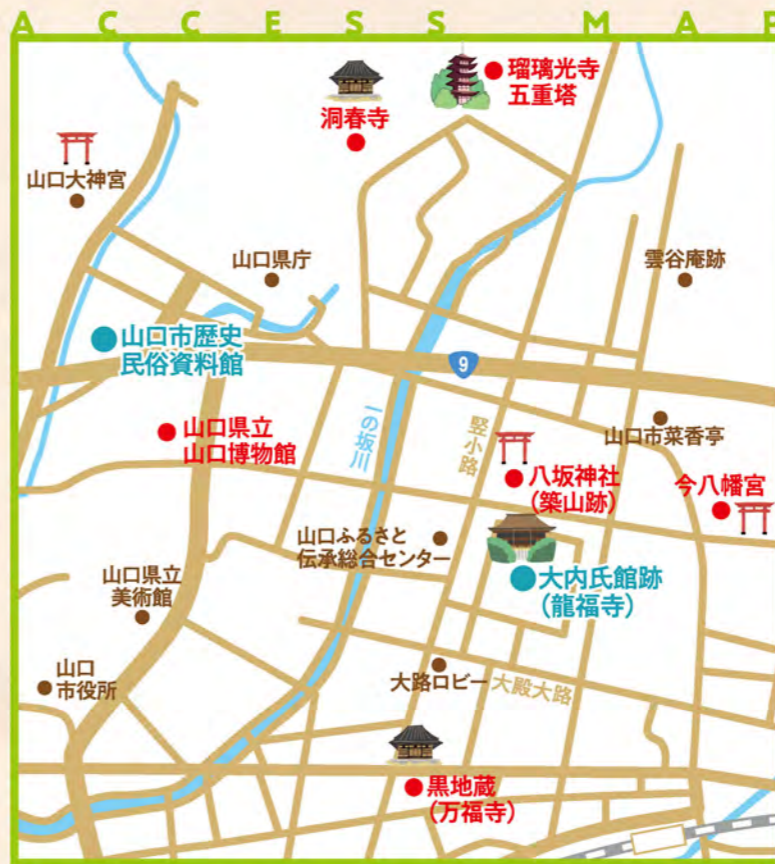 ACCESS MAP
瑠璃光寺
五重塔
洞春寺
山口大神宮
山口県庁
雲谷庵跡
山口市歴史
民俗資料館
9
一の坂川
竪小路
山口市菜香亭
山口県立
山口博物館
八坂神社
(築山跡)
今八幡宮
山口ふるさと
伝承総合センター
大内氏館跡
(龍福寺)
山口県立
美術館
山口
市役所
大路ロビー
大殿大路
黒地蔵
(万福寺)